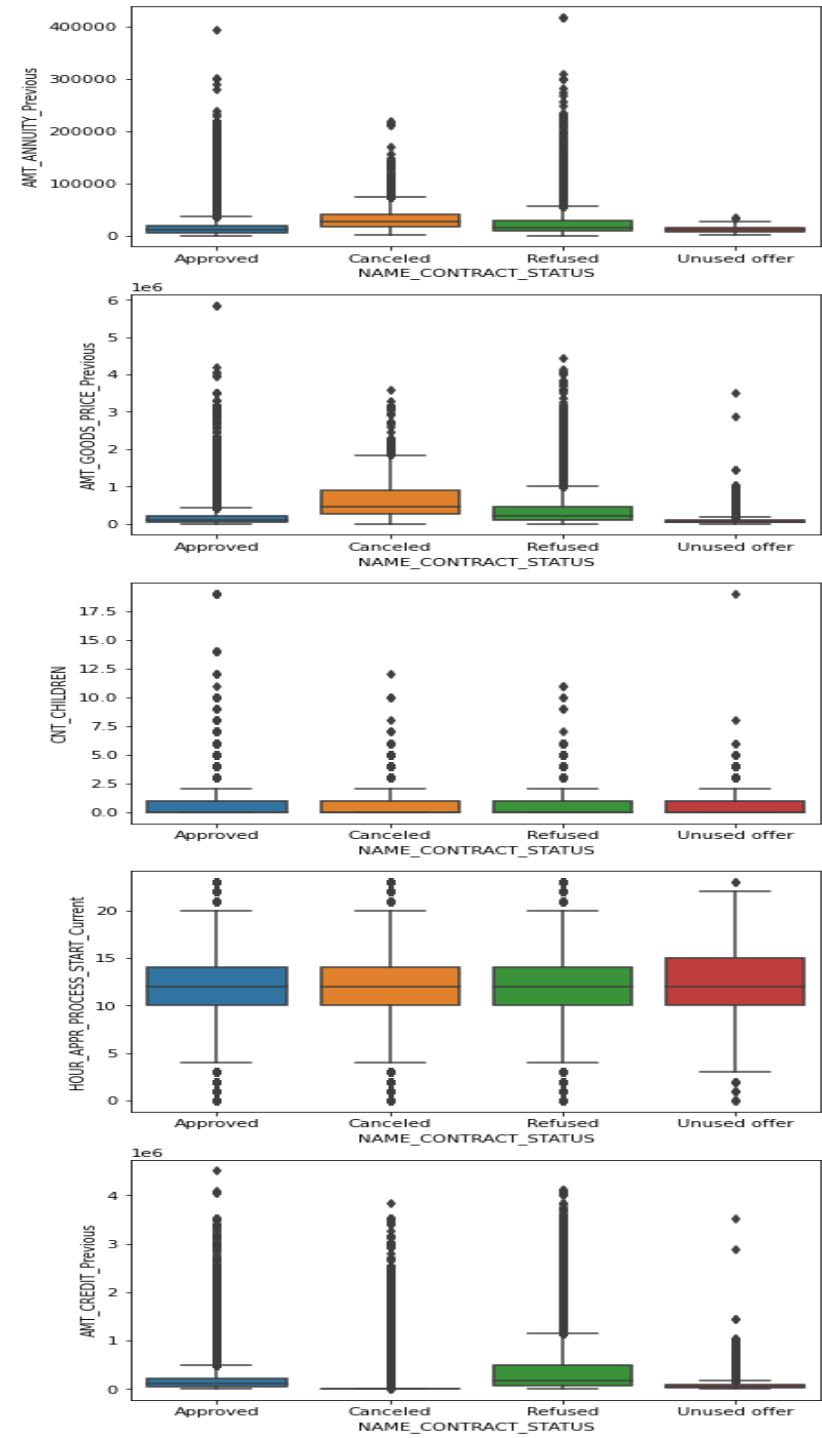 AMT_ANNUITY_Previous
400000
300000
200000
100000
0
Approved Canceled Refused Unused offer
NAME_CONTRACT_STATUS
1e6
AMT_GOODS_PRICE_Previous
6
5
4
3
2
1
0
Approved Canceled Refused Unused offer
NAME_CONTRACT_STATUS
CNT_CHILDREN
17.5
15.0
12.5
10.0
7.5
5.0
2.5
0.0
Approved Canceled Refused Unused offer
NAME_CONTRACT_STATUS
HOUR_APPR_PROCESS_START_Current
20
15
10
5
0
Approved Canceled Refused Unused offer
NAME_CONTRACT_STATUS
1e6
AMT_CREDIT_Previous
4
3
2
1
0
Approved Canceled Refused Unused offer
NAME_CONTRACT_STATUS